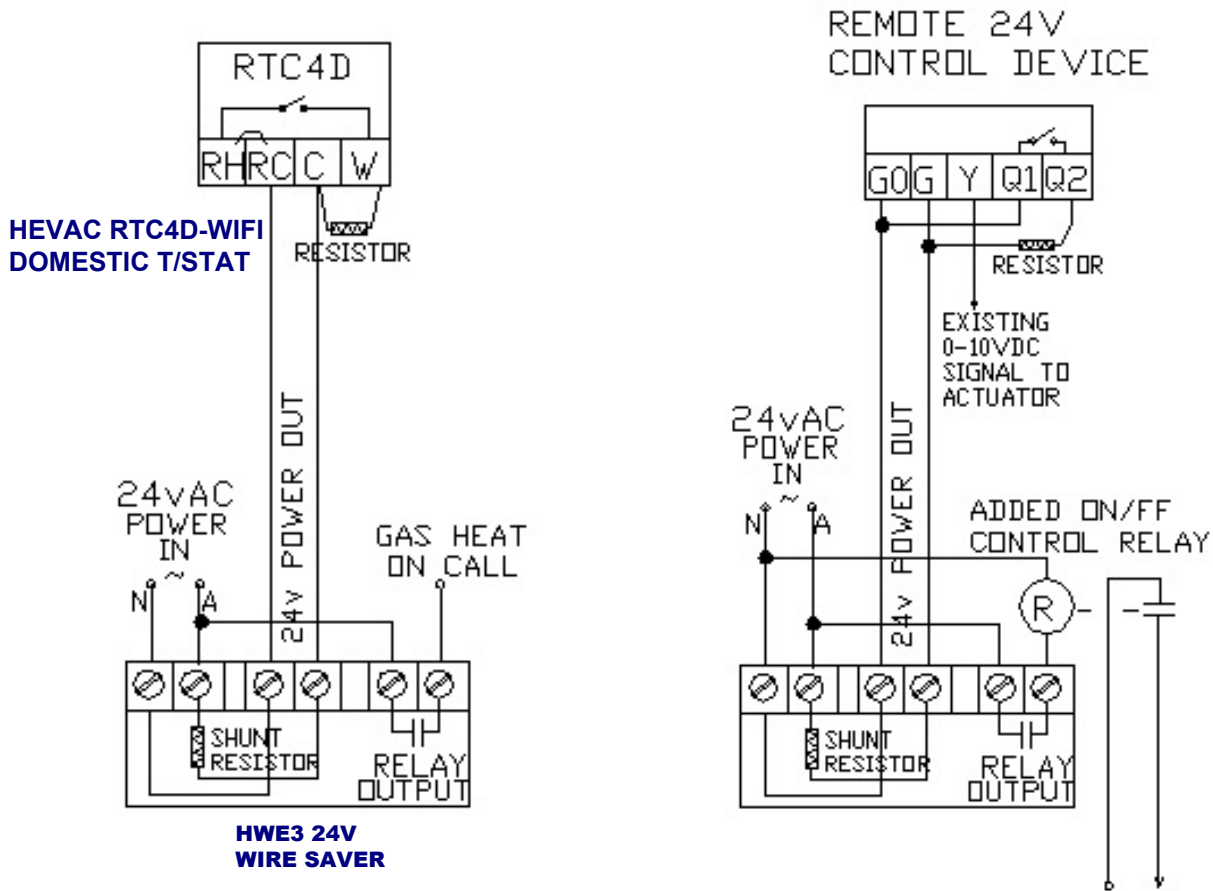 RTC4D
RH RC C W
HEVAC RTC4D-WIFI
DOMESTIC T/STAT
RESISTOR
24v POWER OUT
24vAC
POWER
IN
~
N A
GAS HEAT
ON CALL
SHUNT
RESISTOR
RELAY
OUTPUT
HWE3 24V
WIRE SAVER
REMOTE 24V
CONTROL DEVICE
G0 G Y Q1 Q2
RESISTOR
EXISTING
0-10VDC
SIGNAL TO
ACTUATOR
24v POWER OUT
24vAC
POWER
IN
~
N A
ADDED ON/FF
CONTROL RELAY
R
SHUNT
RESISTOR
RELAY
OUTPUT